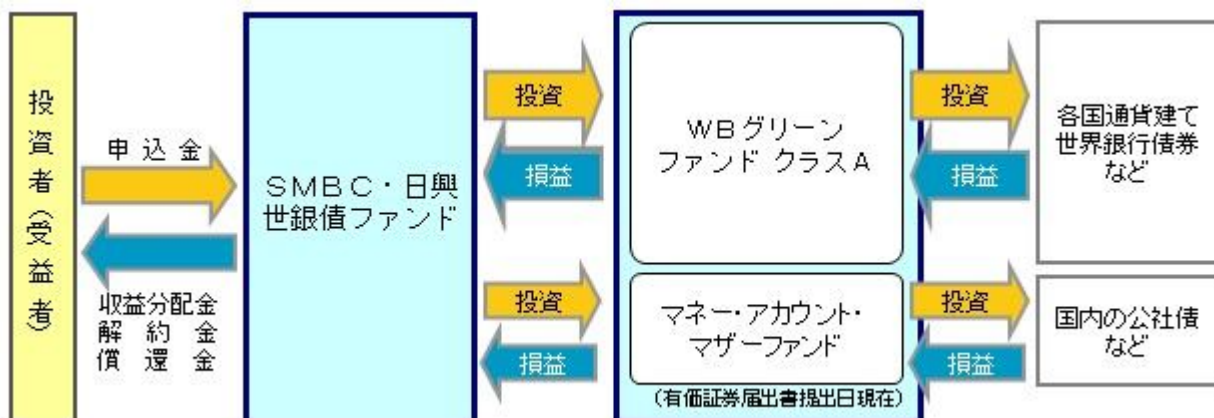 投資者(受益者)
申込金
収益分配金
解約金
償還金
SMBC・日興
世銀債ファンド
投資
損益
投資
損益
WBグリーン
ファンド クラスA
マネー・アカウント・
マザーファンド
(有価証券届出書提出日現在)
投資
損益
投資
損益
各国通貨建て
世界銀行債券
など
国内の公社債
など